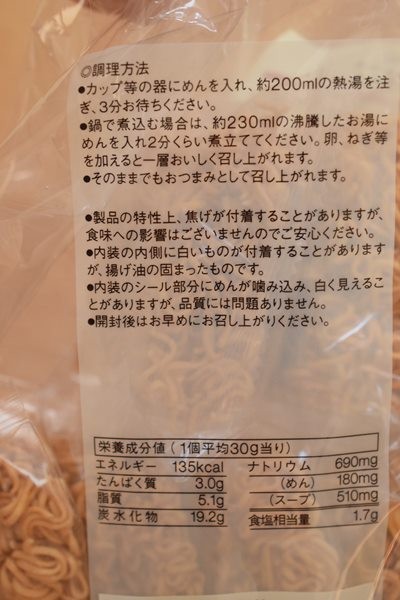 ◎調理方法
●カップ等の器にめんを入れ、約200mlの熱湯を注
ぎ、3分お待ちください。
●鍋で煮込む場合は、約230mlの沸騰したお湯に
めんを入れ2分くらい煮立ててください。卵、ねぎ等
を加えると一層おいしく召し上がれます。
●そのままでもおつまみとして召し上がれます。
●製品の特性上、焦げが付着することがありますが、
食味への影響はございませんのでご安心ください。
●内装の内側に白いものが付着することがあります
が、揚げ油の固まったものです。
●内装のシール部分にめんが噛み込み、白く見えるこ
とがありますが、品質には問題ありません。
●開封後はお早めにお召し上がりください。
栄養成分値(1個平均30g当り)
エネルギー 135kcal ナトリウム 690mg
たんぱく質 3.0g (めん) 180mg
脂質 5.1g (スープ) 510mg
炭水化物 19.2g 食塩相当量 1.7g